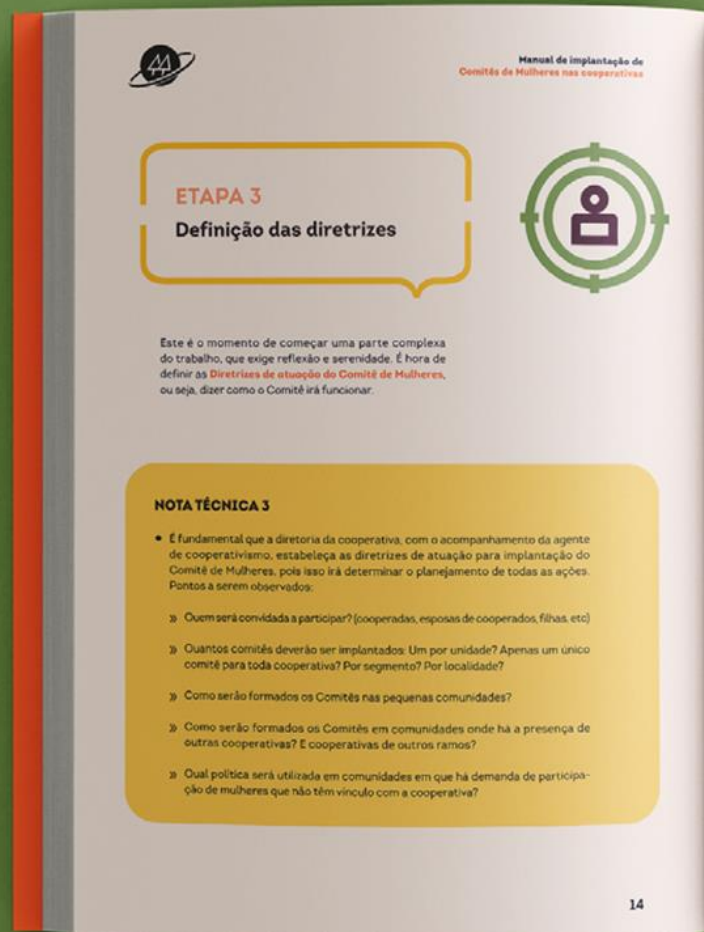 Manual de implantação de
Comitês de Mulheres nas cooperativas
ETAPA 3
Definição das diretrizes
Este é o momento de começar uma parte complexa
do trabalho, que exige reflexão e serenidade. É hora de
definir as Diretrizes de atuação do Comitê de Mulheres,
ou seja, dizer como o Comitê irá funcionar.
NOTA TÉCNICA 3
• É fundamental que a diretoria da cooperativa, com o acompanhamento da agente
de cooperativismo, estabeleça as diretrizes de atuação para implantação do
Comitê de Mulheres, pois isso irá determinar o planejamento de todas as ações.
Pontos a serem observados:
» Quem será convidada a participar? (cooperadas, esposas de cooperados, filhas, etc)
» Quantos comitês deverão ser implantados: Um por unidade? Apenas um único
comitê para toda cooperativa? Por segmento? Por localidade?
» Como serão formados os Comitês nas pequenas comunidades?
» Como serão formados os Comitês em comunidades onde há a presença de
outras cooperativas? E cooperativas de outros ramos?
» Qual política será utilizada em comunidades em que há demanda de participa-
ção de mulheres que não têm vínculo com a cooperativa?
14